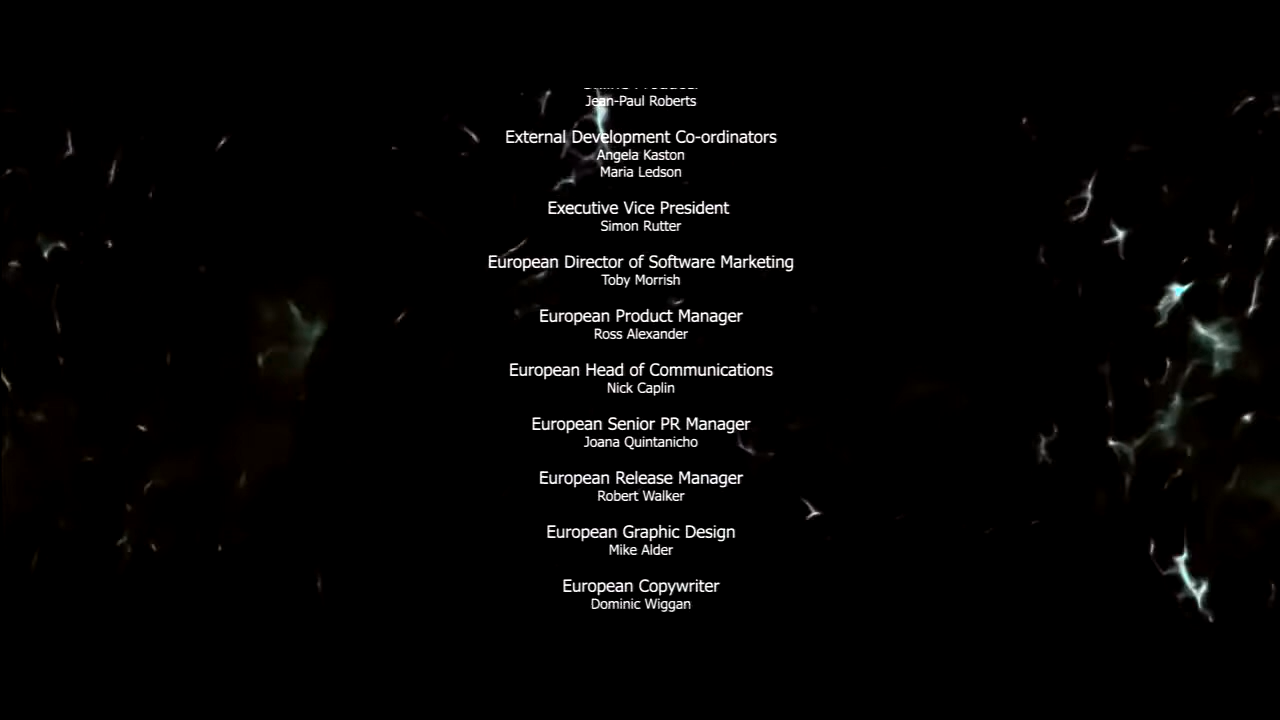 Jean-Paul Roberts
External Development Co-ordinators
Angela Kaston
Maria Ledson
Executive Vice President
Simon Rutter
European Director of Software Marketing
Toby Morrish
European Product Manager
Ross Alexander
European Head of Communications
Nick Caplin
European Senior PR Manager
Joana Quintanicho
European Release Manager
Robert Walker
European Graphic Design
Mike Alder
European Copywriter
Dominic Wiggan